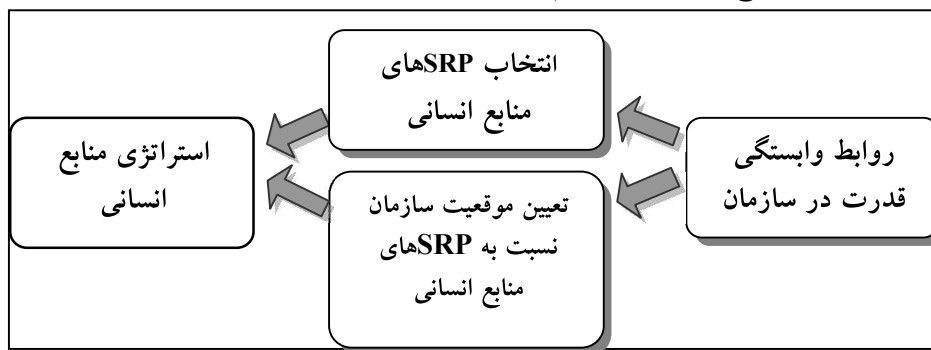 روابط وابستگی
قدرت در سازمان
انتخاب SRPهای
منابع انسانی
تعیین موقعیت سازمان
نسبت به SRPهای
منابع انسانی
استراتژی منابع
انسانی